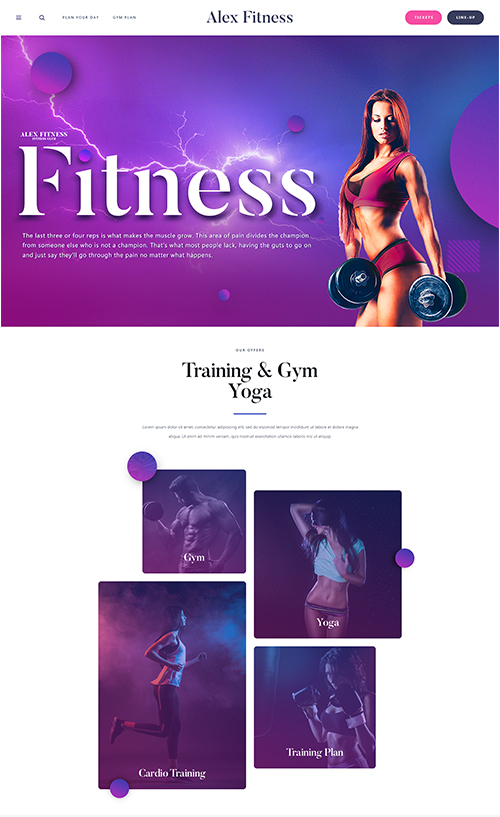 PLAN YOUR DAY
GYM PLAN
Alex Fitness
TICKETS
LINE-UP
ALEX FITNESS
FITNESS GUIDE
Fitness
The last three or four reps is what makes the muscle grow. This area of pain divides the champion
from someone else who is not a champion. That's what most people lack, having the guts to go on
and just say they'll go through the pain no matter what happens.
OUR OFFERS
Training & Gym
Yoga
Lorem ipsum dolor sit amet, consectetur adipiscing elit, sed do eiusmod tempor incididunt ut labore et dolore magna
aliqua. Ut enim ad minim veniam, quis nostrud exercitation ullamco laboris nisi ut aliquip
Gym
Yoga
Cardio Training
Training Plan